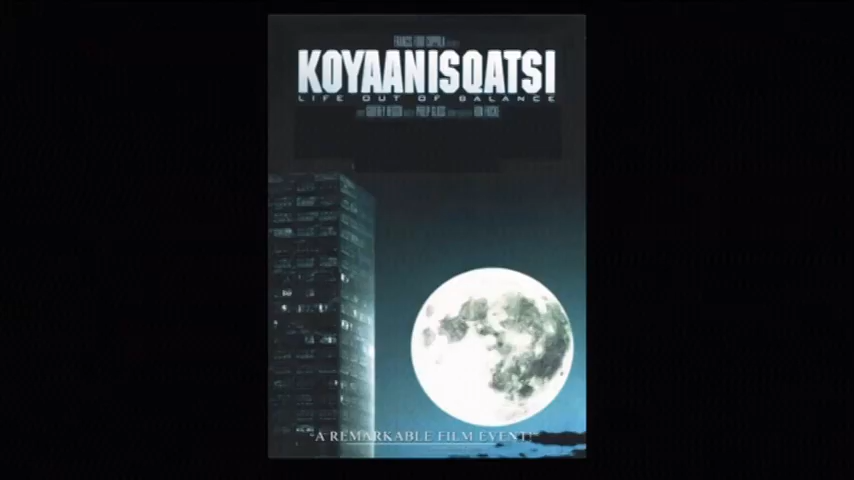 FRANCIS FORD COPPOLA
KOYAANISQATSI
LIFE OUT OF BALANCE
GODFREY REGGIO PHILIP GLASS RON FRICKE
"A REMARKABLE FILM EVENT!"